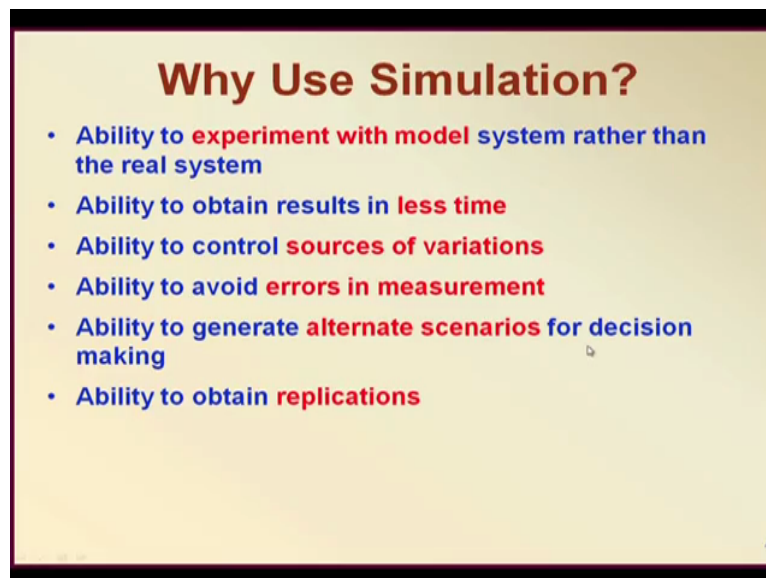 Why Use Simulation?
• Ability to experiment with model system rather than
the real system
• Ability to obtain results in less time
• Ability to control sources of variations
• Ability to avoid errors in measurement
• Ability to generate alternate scenarios for decision
making
• Ability to obtain replications